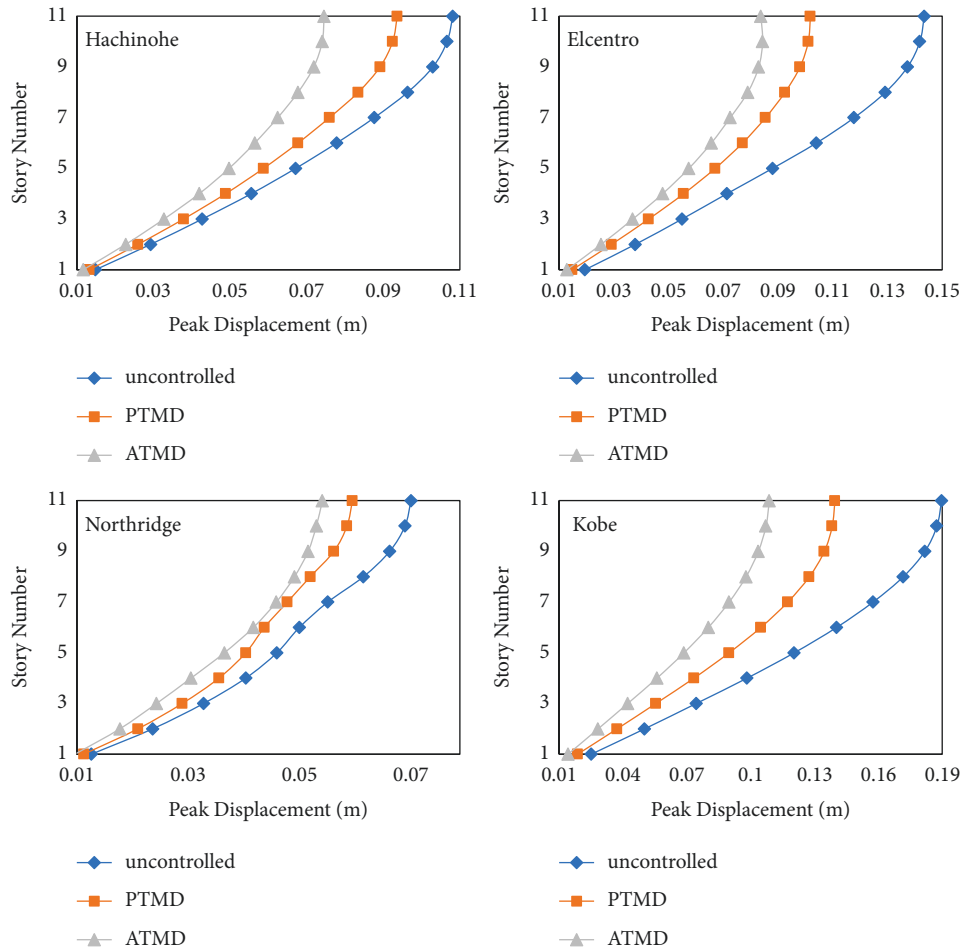 Hachinohe
Story Number
11
9
7
5
3
1
0.01 0.03 0.05 0.07 0.09 0.11
Peak Displacement (m)
uncontrolled
PTMD
ATMD
Elcentro
Story Number
11
9
7
5
3
1
0.01 0.03 0.05 0.07 0.09 0.11 0.13 0.15
Peak Displacement (m)
uncontrolled
PTMD
ATMD
Northridge
Story Number
11
9
7
5
3
1
0.01 0.03 0.05 0.07
Peak Displacement (m)
uncontrolled
PTMD
ATMD
Kobe
Story Number
11
9
7
5
3
1
0.01 0.04 0.07 0.1 0.13 0.16 0.19
Peak Displacement (m)
uncontrolled
PTMD
ATMD